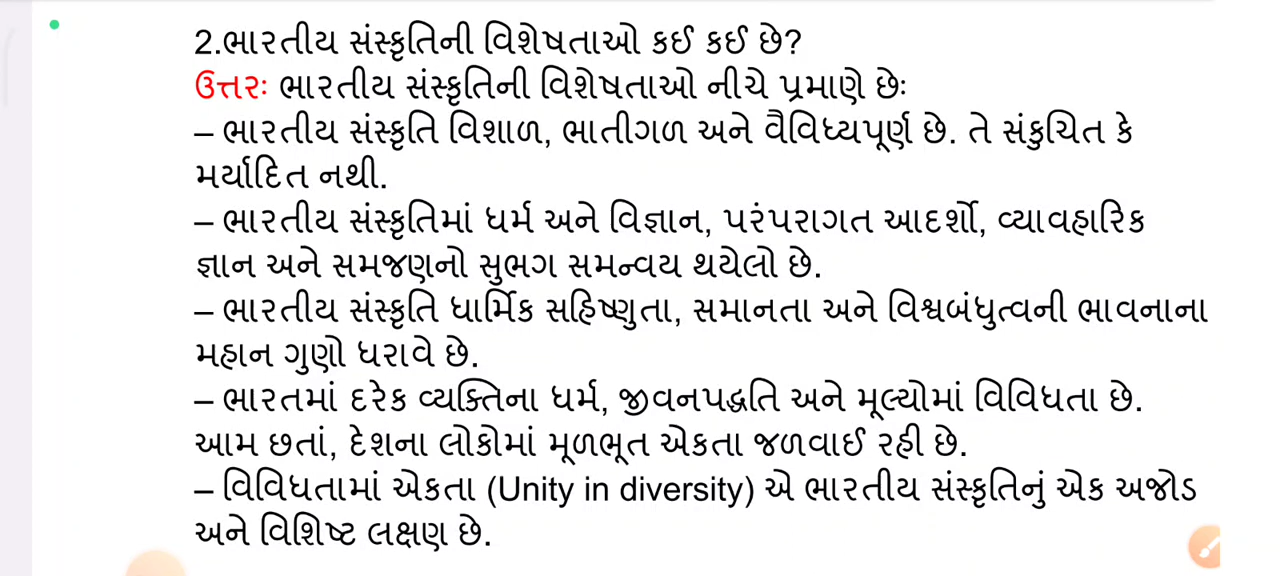 2.ભારતીય સંસ્કૃતિની વિશેષતાઓ કઈ કઈ છે?
ઉત્તરઃ ભારતીય સંસ્કૃતિની વિશેષતાઓ નીચે પ્રમાણે છેઃ
– ભારતીય સંસ્કૃતિ વિશાળ, ભાતીગળ અને વૈવિધ્યપૂર્ણ છે. તે સંકુચિત કે
મર્યાદિત નથી.
– ભારતીય સંસ્કૃતિમાં ધર્મ અને વિજ્ઞાન, પરંપરાગત આદર્શો, વ્યાવહારિક
જ્ઞાન અને સમજણનો સુભગ સમન્વય થયેલો છે.
– ભારતીય સંસ્કૃતિ ધાર્મિક સહિષ્ણુતા, સમાનતા અને વિશ્વબંધુત્વની ભાવનાના
મહાન ગુણો ધરાવે છે.
– ભારતમાં દરેક વ્યક્તિના ધર્મ, જીવનપદ્ધતિ અને મૂલ્યોમાં વિવિધતા છે.
આમ છતાં, દેશના લોકોમાં મૂળભૂત એકતા જળવાઈ રહી છે.
– વિવિધતામાં એકતા (Unity in diversity) એ ભારતીય સંસ્કૃતિનું એક અજોડ
અને વિશિષ્ટ લક્ષણ છે.